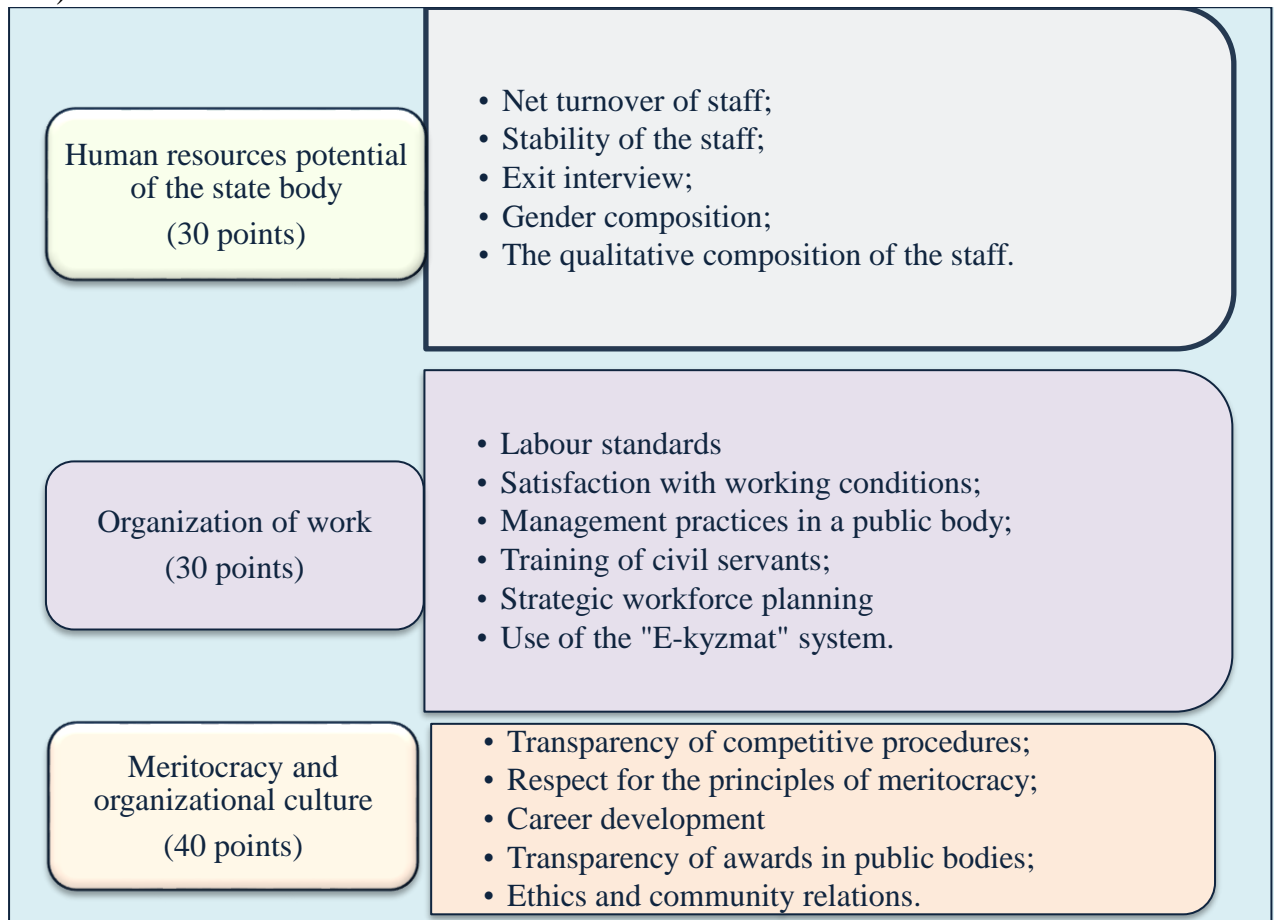 Human resources potential
of the state body
(30 points)
• Net turnover of staff;
• Stability of the staff;
• Exit interview;
• Gender composition;
• The qualitative composition of the staff.
Organization of work
(30 points)
• Labour standards
• Satisfaction with working conditions;
• Management practices in a public body;
• Training of civil servants;
• Strategic workforce planning
• Use of the "E-kyzmat" system.
Meritocracy and
organizational culture
(40 points)
• Transparency of competitive procedures;
• Respect for the principles of meritocracy;
• Career development
• Transparency of awards in public bodies;
• Ethics and community relations.